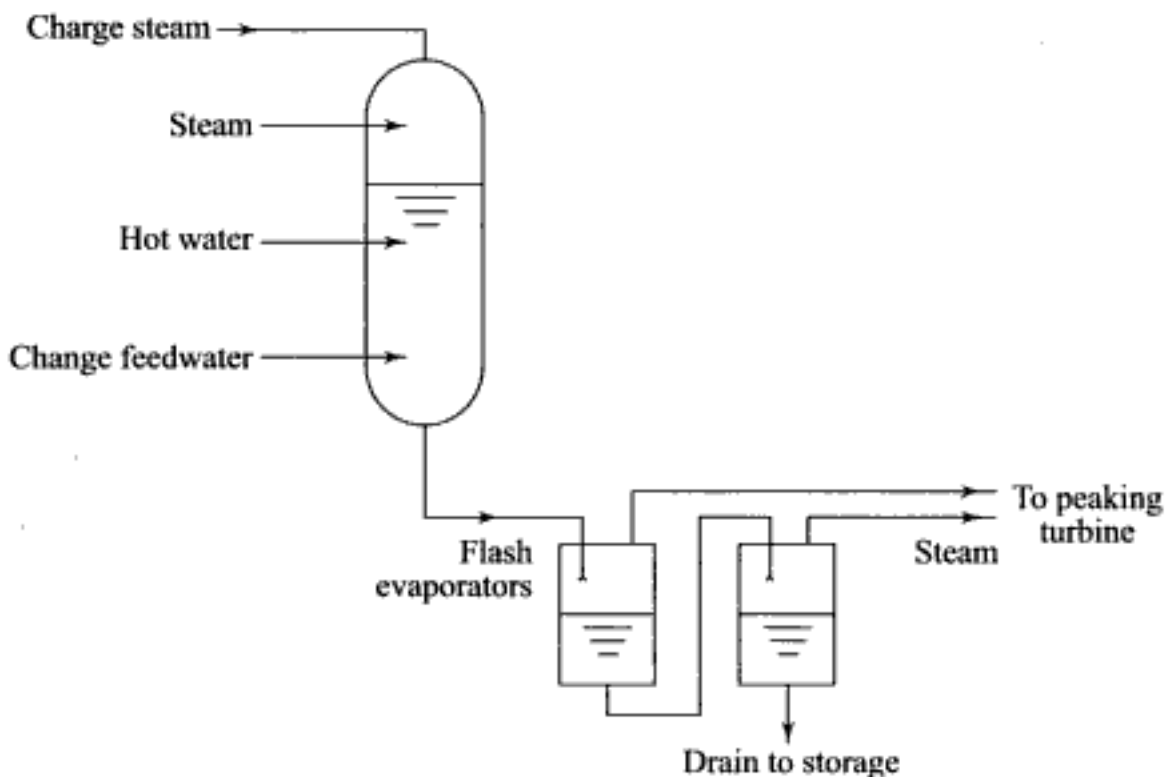 Charge steam
Steam
Hot water
Change feedwater
Flash
evaporators
To peaking
turbine
Steam
Drain to storage